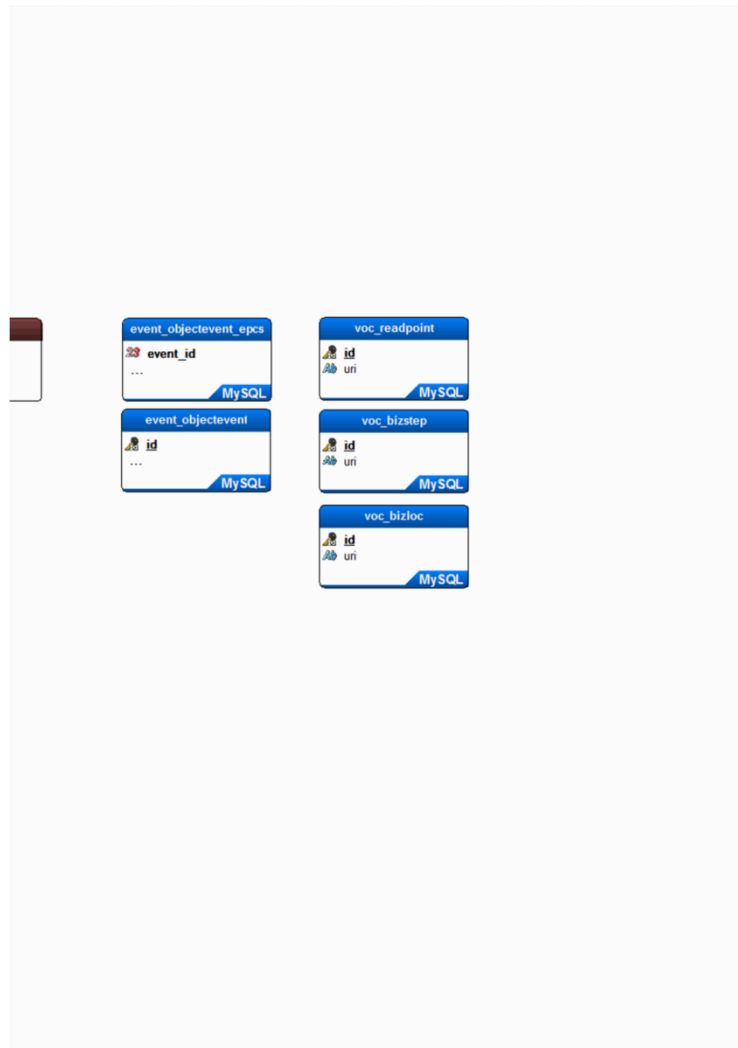 event_objectevent_epcs
event_id
...
MySQL
event_objectevent
id
...
MySQL
voc_readpoint
id
uri
MySQL
voc_bizstep
id
uri
MySQL
voc_bizloc
id
uri
MySQL